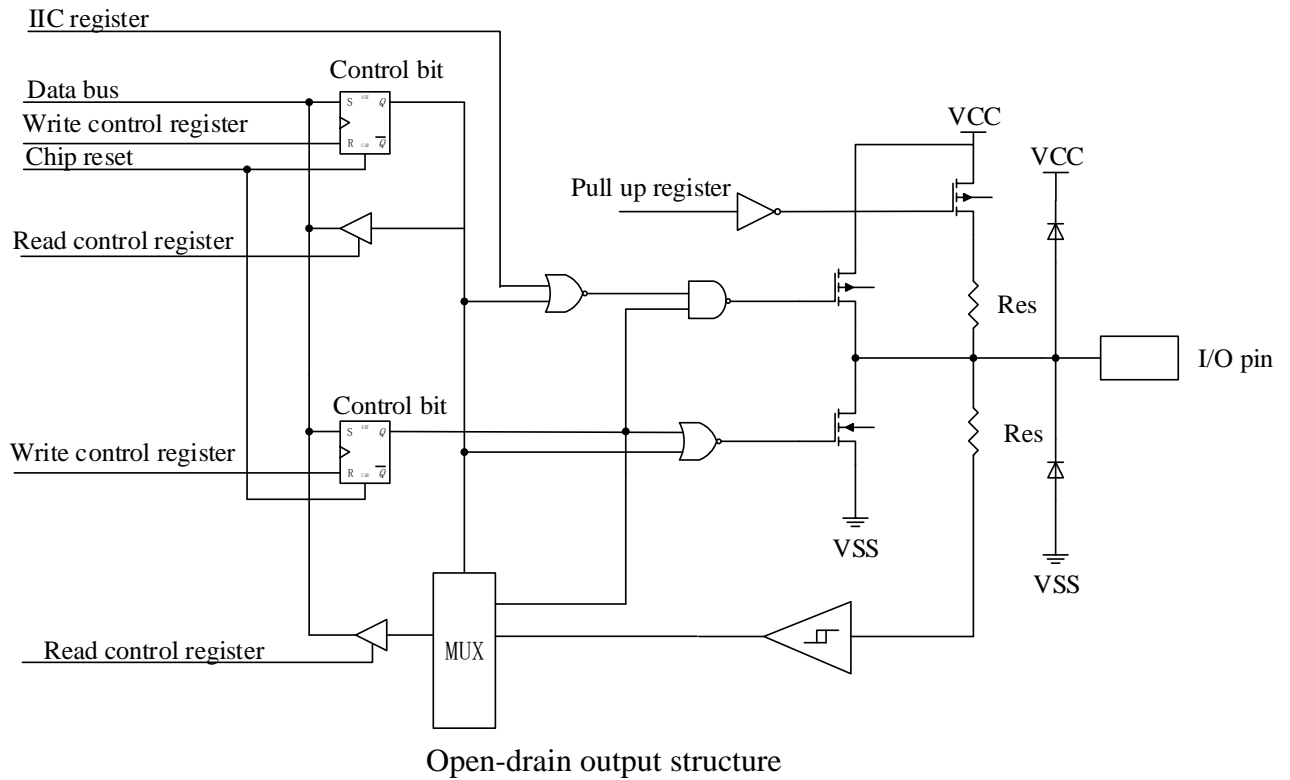 IIC register
Control bit
Data bus
Write control register
Chip reset
S
Q
R
Q
VCC
VCC
Pull up register
Read control register
Res
I/O pin
Control bit
S
Q
R
Q
Write control register
Res
VSS
VSS
MUX
Read control register
Open-drain output structure